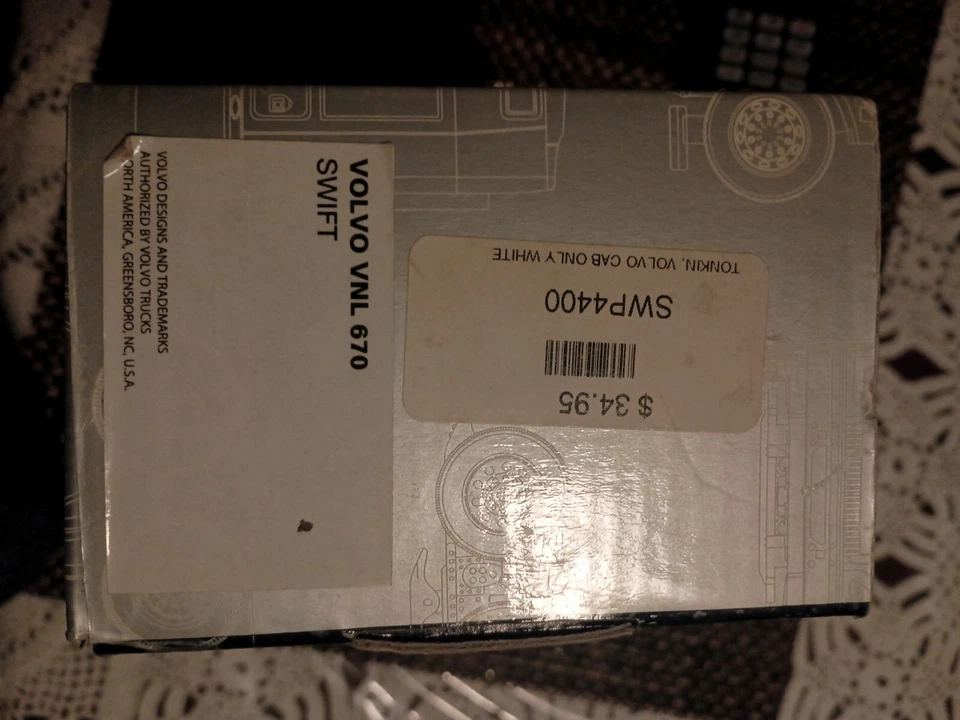 VOLVO VNL 670
SWIFT
VOLVO DESIGNS AND TRADEMARKS
AUTHORIZED BY VOLVO TRUCKS
ORTH AMERICA, GREENSBORO, NC, U.S.A.
TONKIN, VOLVO CAB ONLY WHITE
SWP4400
$ 34.95